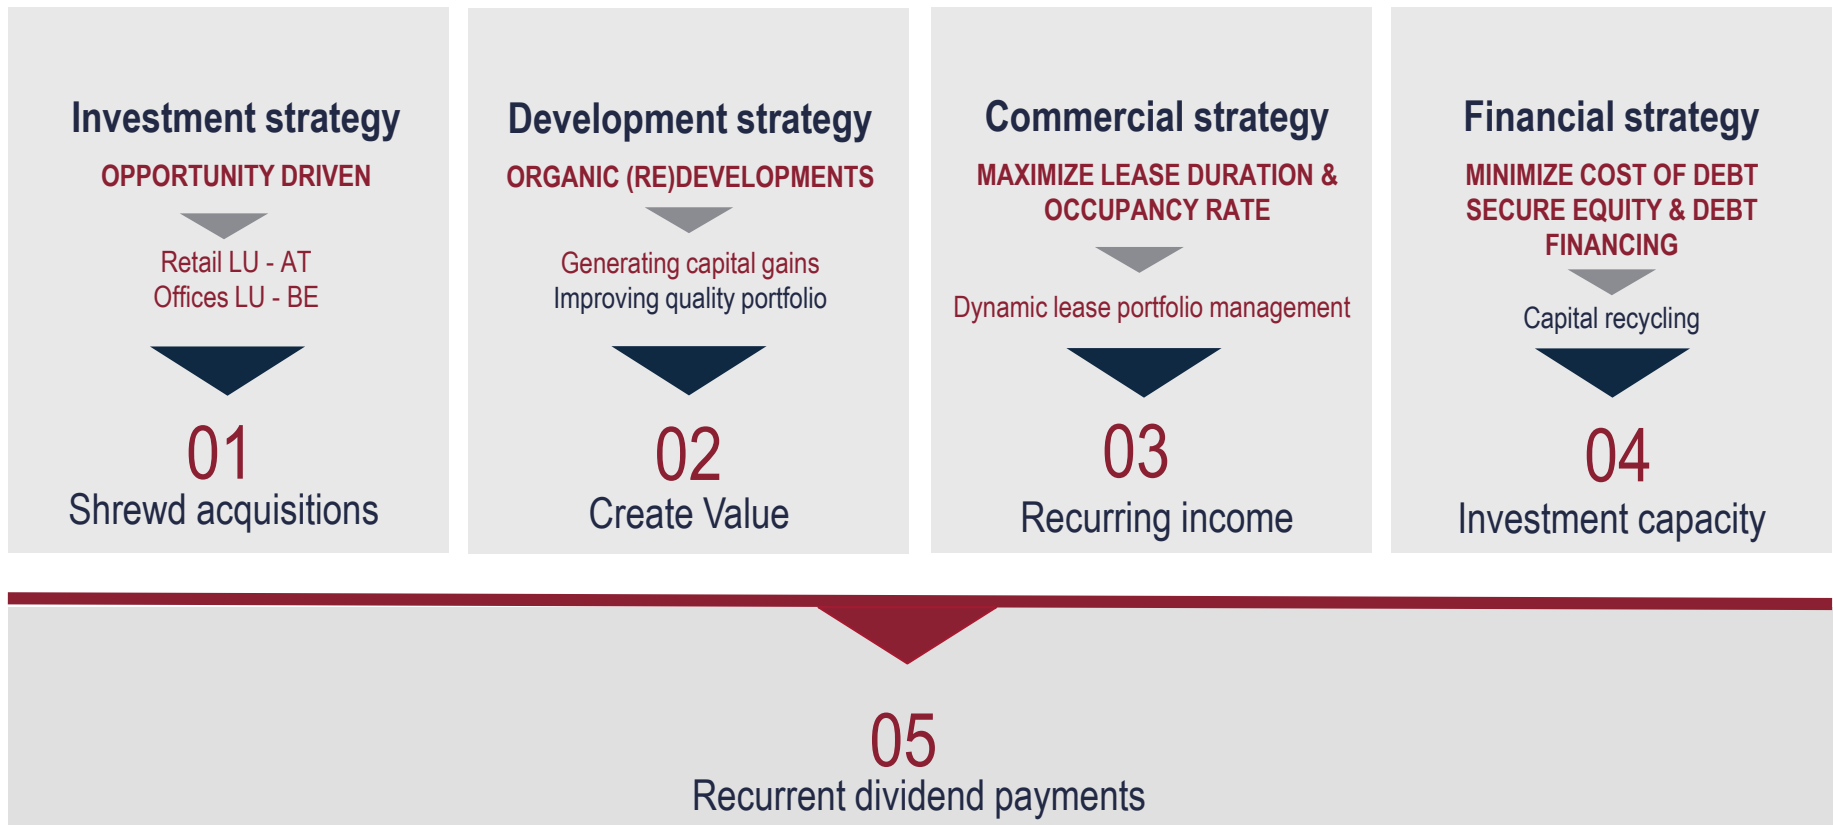 Investment strategy
OPPORTUNITY DRIVEN
Retail LU - AT
Offices LU - BE
01
Shrewd acquisitions
Development strategy
ORGANIC (RE)DEVELOPMENTS
Generating capital gains
Improving quality portfolio
02
Create Value
Commercial strategy
MAXIMIZE LEASE DURATION &
OCCUPANCY RATE
Dynamic lease portfolio management
03
Recurring income
Financial strategy
MINIMIZE COST OF DEBT
SECURE EQUITY & DEBT
FINANCING
Capital recycling
04
Investment capacity
05
Recurrent dividend payments